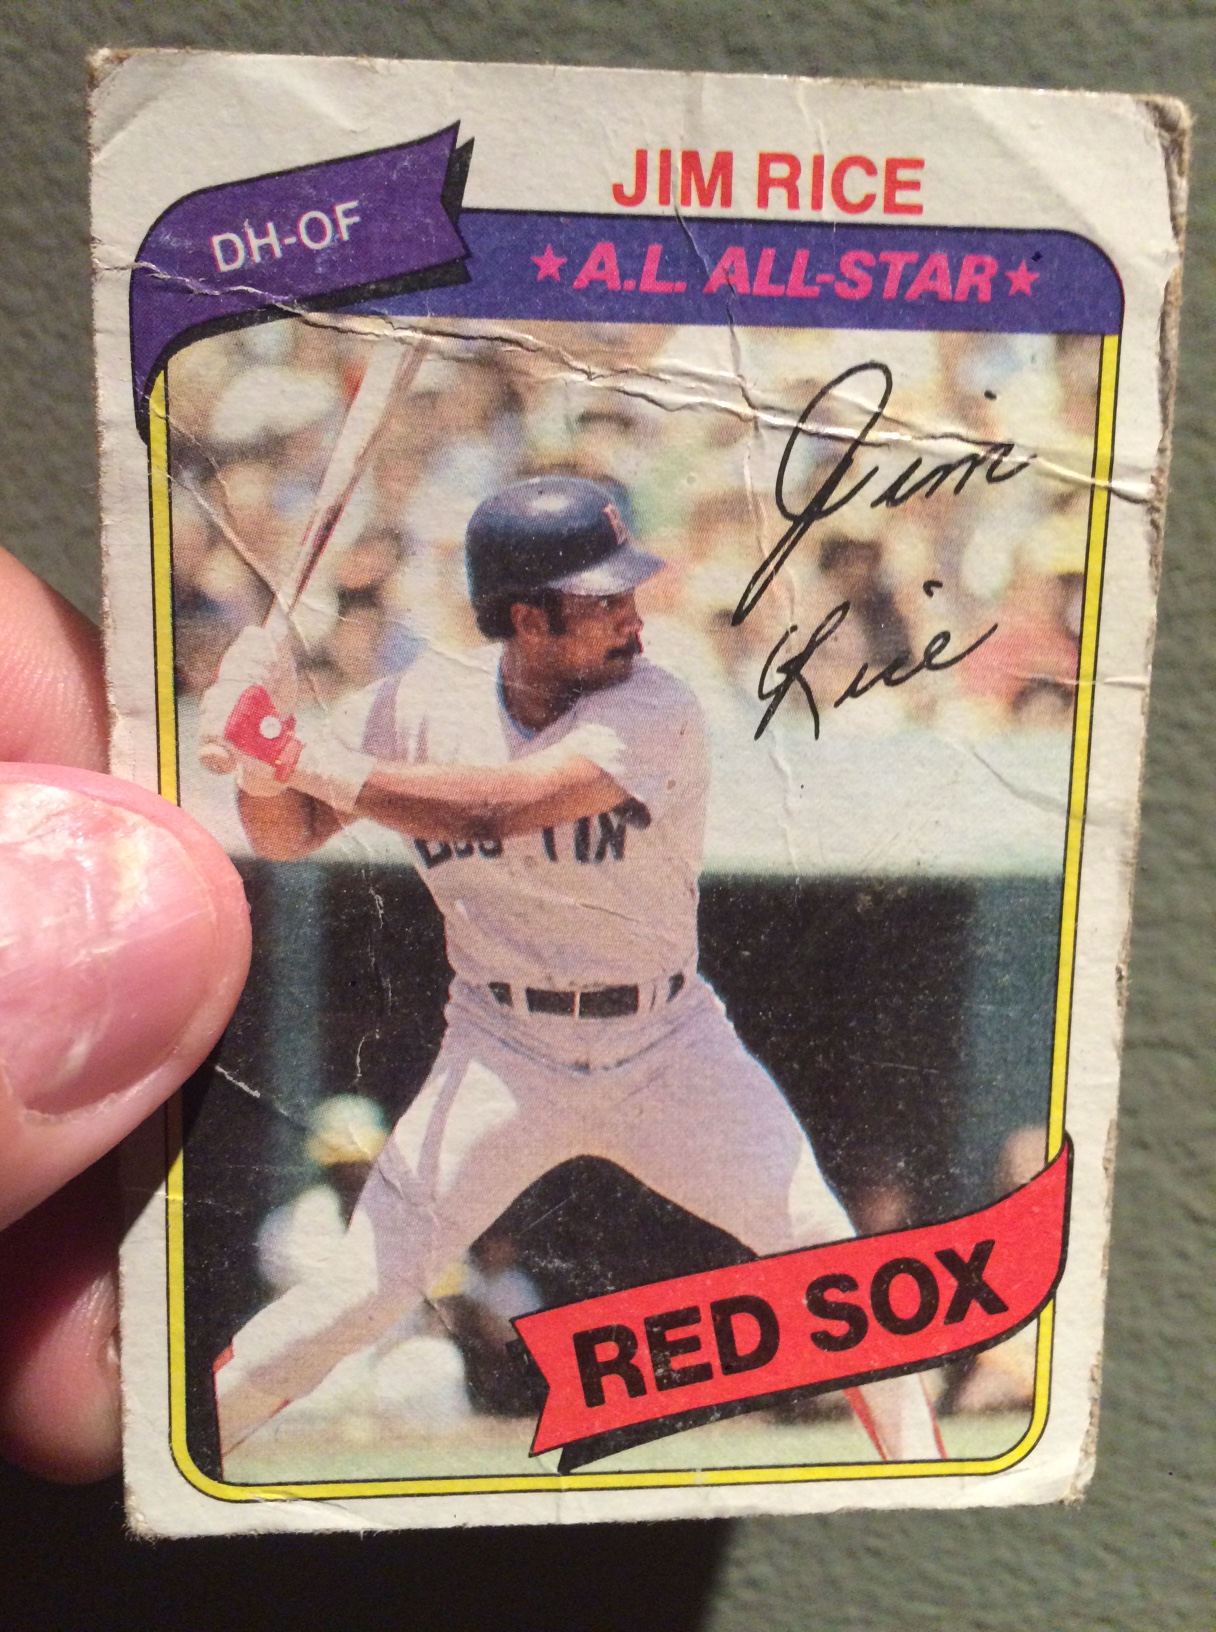 JIM RICE
DH-OF
★A.L. ALL-STAR★
Jim
Rice
RED SOX